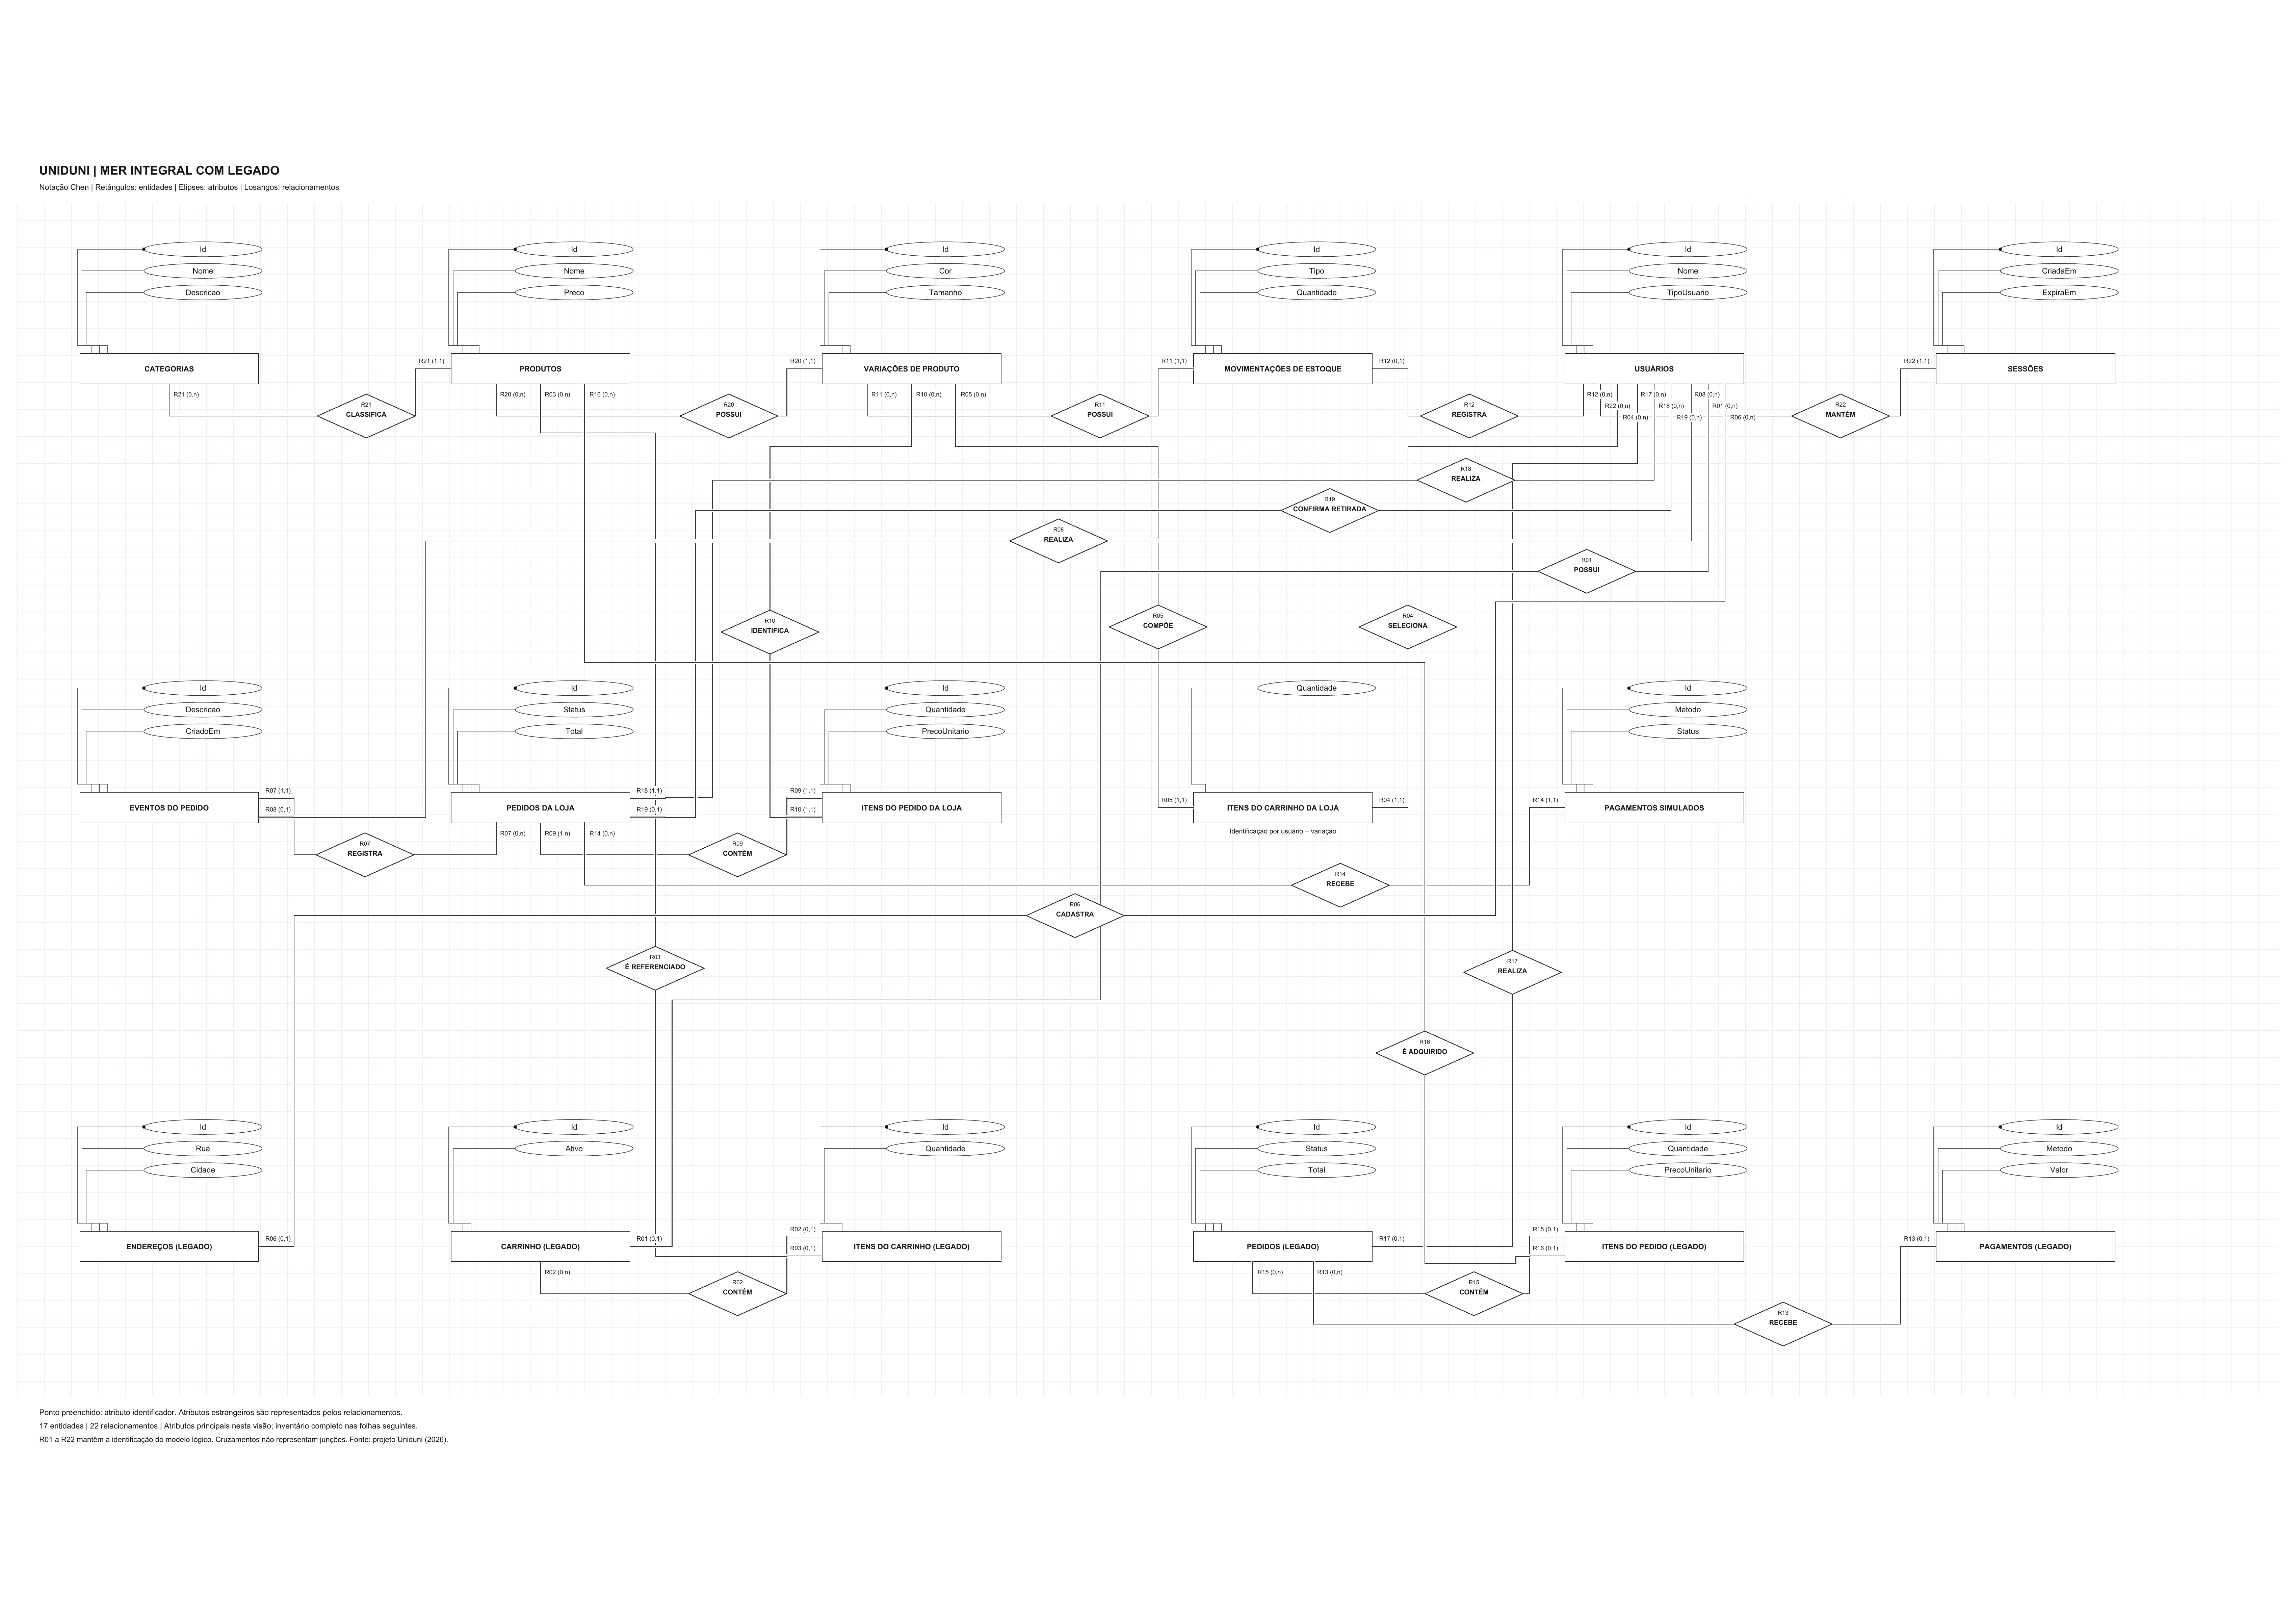 UNIDUNI | MER INTEGRAL COM LEGADO
Notação Chen | Retângulos: entidades | Elipses: atributos | Losangos: relacionamentos
Id
Nome
Descricao
CATEGORIAS
R21 (0,n)
R21
CLASSIFICA
R21 (1,1)
Id
Nome
Preco
PRODUTOS
R20 (0,n)
R03 (0,n)
R16 (0,n)
R20
POSSUI
R20 (1,1)
Id
Cor
Tamanho
VARIAÇÕES DE PRODUTO
R11 (0,n)
R10 (0,n)
R05 (0,n)
R11
POSSUI
R11 (1,1)
Id
Tipo
Quantidade
MOVIMENTAÇÕES DE ESTOQUE
R12 (0,1)
R12
REGISTRA
Id
Nome
TipoUsuario
USUÁRIOS
R12 (0,n)
R17 (0,n)
R08 (0,n)
R22 (0,n)
R18 (0,n)
R01 (0,n)
R04 (0,n)
R19 (0,n)
R06 (0,n)
R22
MANTÉM
R22 (1,1)
Id
CriadaEm
ExpiraEm
SESSÕES
R18
REALIZA
R19
CONFIRMA RETIRADA
R08
REALIZA
R01
POSSUI
R10
IDENTIFICA
R05
COMPÕE
R04
SELECIONA
Id
Descricao
CriadoEm
EVENTOS DO PEDIDO
R07 (1,1)
R08 (0,1)
R07
REGISTRA
Id
Status
Total
PEDIDOS DA LOJA
R18 (1,1)
R19 (0,1)
R07 (0,n)
R09 (1,n)
R14 (0,n)
R09
CONTÉM
R09 (1,1)
R10 (1,1)
Id
Quantidade
PrecoUnitario
ITENS DO PEDIDO DA LOJA
Quantidade
R05 (1,1)
ITENS DO CARRINHO DA LOJA
R04 (1,1)
Identificação por usuário + variação
Id
Metodo
Status
R14 (1,1)
PAGAMENTOS SIMULADOS
R14
RECEBE
R06
CADASTRA
R03
É REFERENCIADO
R17
REALIZA
R16
É ADQUIRIDO
Id
Rua
Cidade
ENDEREÇOS (LEGADO)
R06 (0,1)
Id
Ativo
CARRINHO (LEGADO)
R01 (0,1)
R02 (0,n)
R02
CONTÉM
R02 (0,1)
R03 (0,1)
Id
Quantidade
ITENS DO CARRINHO (LEGADO)
Id
Status
Total
PEDIDOS (LEGADO)
R17 (0,1)
R15 (0,n)
R13 (0,n)
R15
CONTÉM
R15 (0,1)
R16 (0,1)
Id
Quantidade
PrecoUnitario
ITENS DO PEDIDO (LEGADO)
R13
RECEBE
R13 (0,1)
Id
Metodo
Valor
PAGAMENTOS (LEGADO)
Ponto preenchido: atributo identificador. Atributos estrangeiros são representados pelos relacionamentos.
17 entidades | 22 relacionamentos | Atributos principais nesta visão; inventário completo nas folhas seguintes.
R01 a R22 mantêm a identificação do modelo lógico. Cruzamentos não representam junções. Fonte: projeto Uniduni (2026).